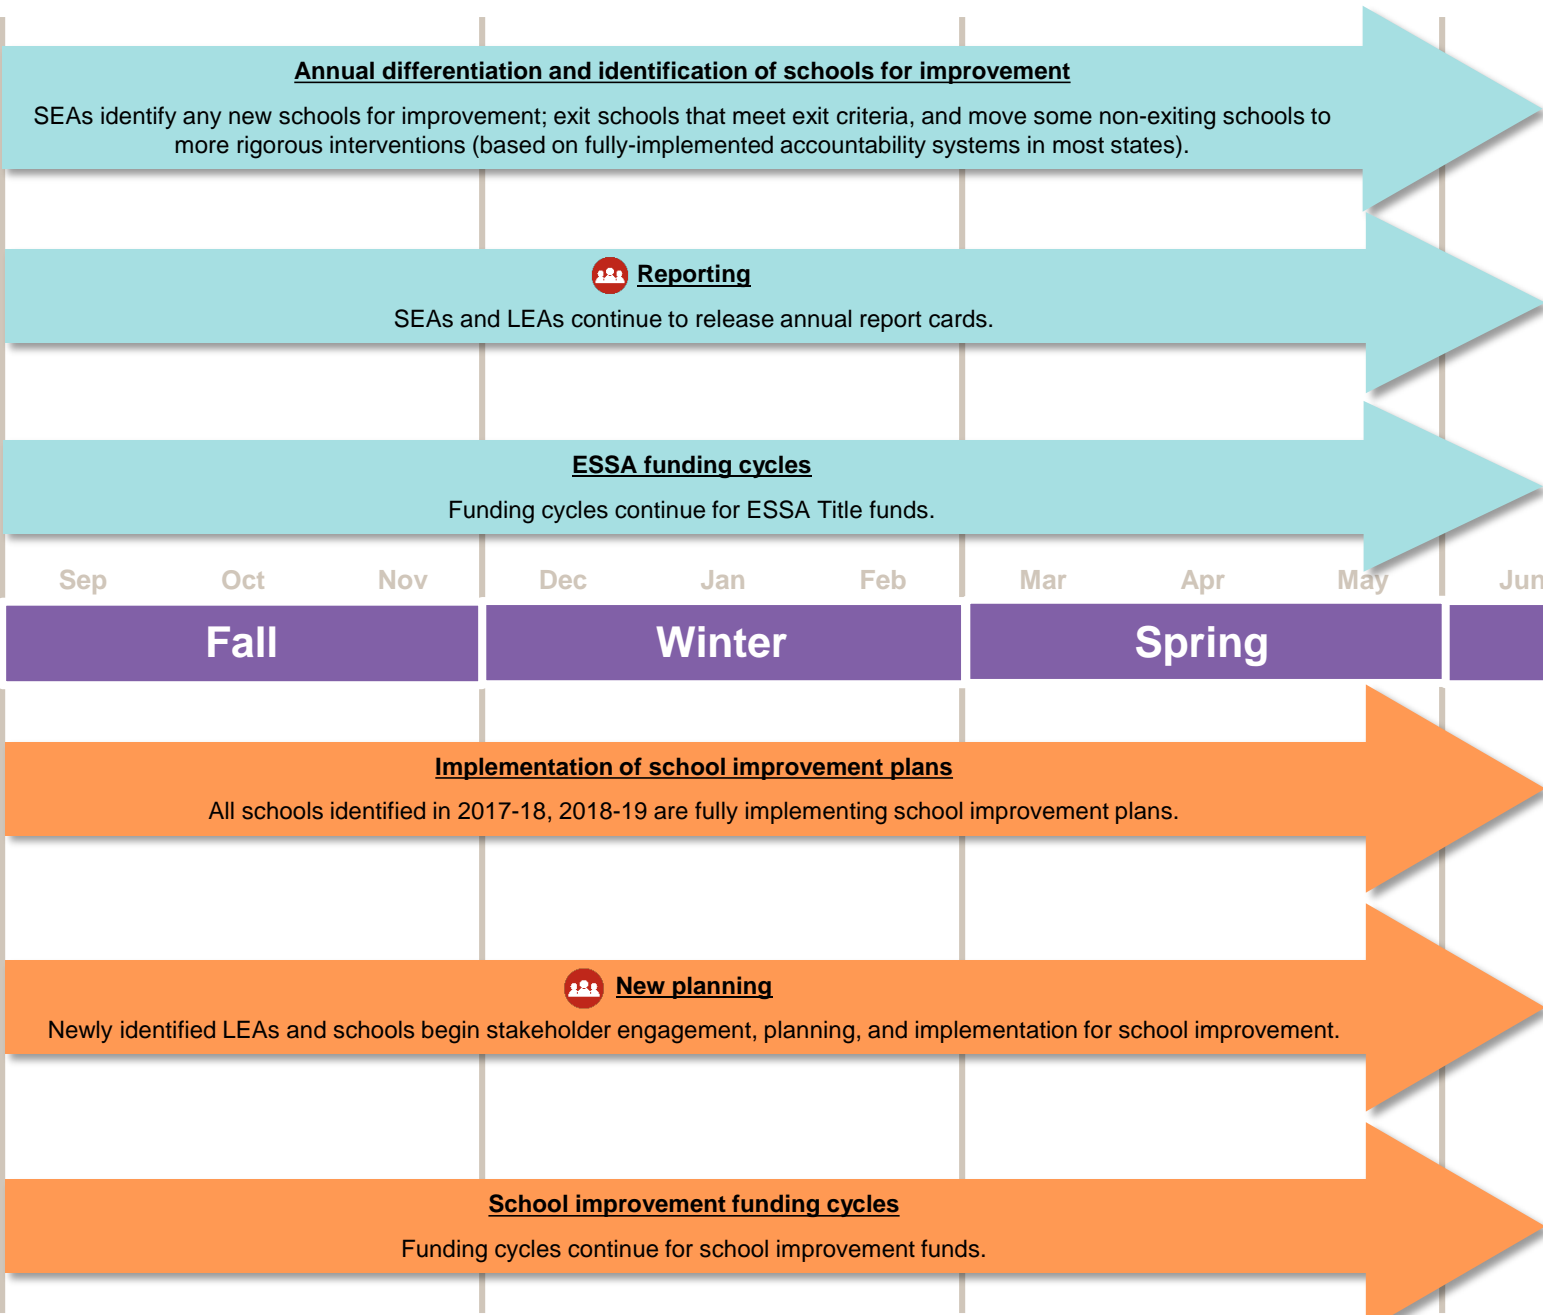 Annual differentiation and identification of schools for improvement
SEAs identify any new schools for improvement; exit schools that meet exit criteria, and move some non-exiting schools to
more rigorous interventions (based on fully-implemented accountability systems in most states).
Reporting
SEAs and LEAs continue to release annual report cards.
ESSA funding cycles
Funding cycles continue for ESSA Title funds.
Sep Oct Nov Dec Jan Feb Mar Apr May Jun
Fall Winter Spring
Implementation of school improvement plans
All schools identified in 2017-18, 2018-19 are fully implementing school improvement plans.
New planning
Newly identified LEAs and schools begin stakeholder engagement, planning, and implementation for school improvement.
School improvement funding cycles
Funding cycles continue for school improvement funds.